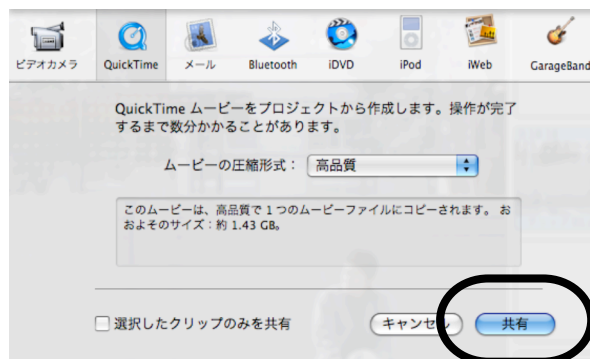 ビデオカメラ QuickTime メール Bluetooth iDVD iPod iWeb GarageBand
QuickTime ムービーをプロジェクトから作成します。操作が完了
するまで数分かかることがあります。
ムービーの圧縮形式： 高品質
このムービーは、高品質で 1 つのムービーファイルにコピーされます。 お
およそのサイズ：約 1.43 GB。
選択したクリップのみを共有 キャンセル 共有